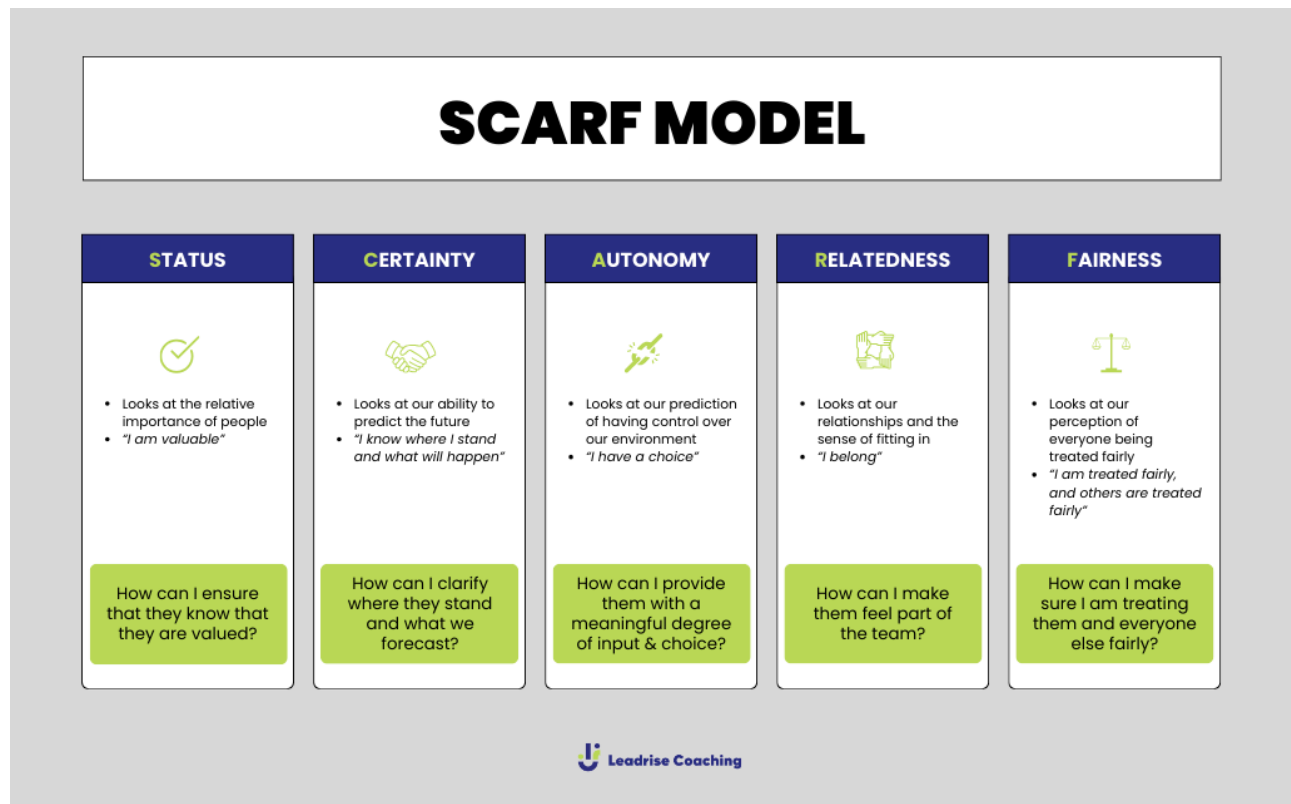 SCARF MODEL
STATUS
• Looks at the relative
importance of people
• “I am valuable”
How can I ensure
that they know that
they are valued?
CERTAINTY
• Looks at our ability to
predict the future
• “I know where I stand
and what will happen”
How can I clarify
where they stand
and what we
forecast?
AUTONOMY
• Looks at our prediction
of having control over
our environment
• “I have a choice”
How can I provide
them with a
meaningful degree
of input & choice?
RELATEDNESS
• Looks at our
relationships and the
sense of fitting in
• “I belong”
How can I make
them feel part of
the team?
FAIRNESS
• Looks at our
perception of
everyone being
treated fairly
• “I am treated fairly,
and others are treated
fairly”
How can I make
sure I am treating
them and everyone
else fairly?
Leadrise Coaching